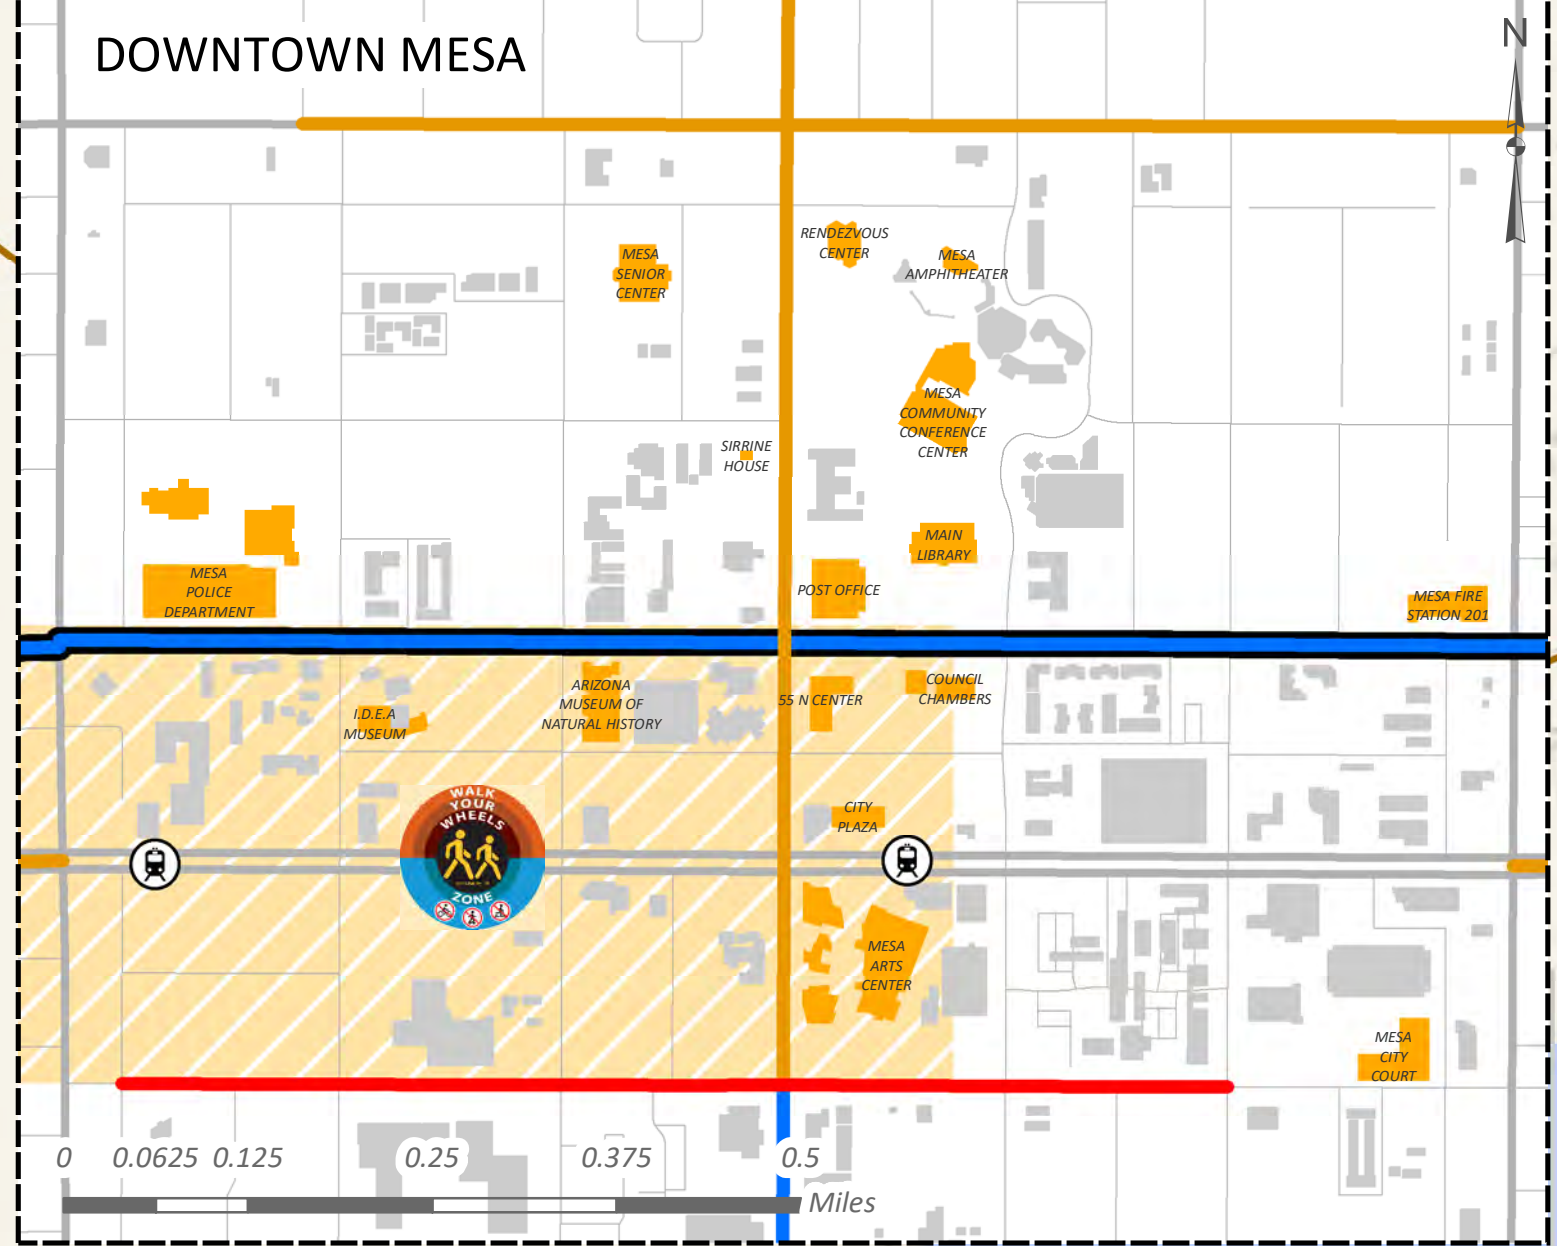 DOWNTOWN MESA
N
RENDEZVOUS
CENTER
MESA
SENIOR
CENTER
MESA
AMPHITHEATER
MESA
COMMUNITY
CONFERENCE
CENTER
SIRRINE
HOUSE
MAIN
LIBRARY
MESA
POLICE
DEPARTMENT
POST OFFICE
MESA FIRE
STATION 201
ARIZONA
MUSEUM OF
NATURAL HISTORY
55 N CENTER
COUNCIL
CHAMBERS
I.D.E.A
MUSEUM
WALK
YOUR
WHEELS
ZONE
CITY
PLAZA
MESA
ARTS
CENTER
MESA
CITY
COURT
0 0.0625 0.125 0.25 0.375 0.5
Miles